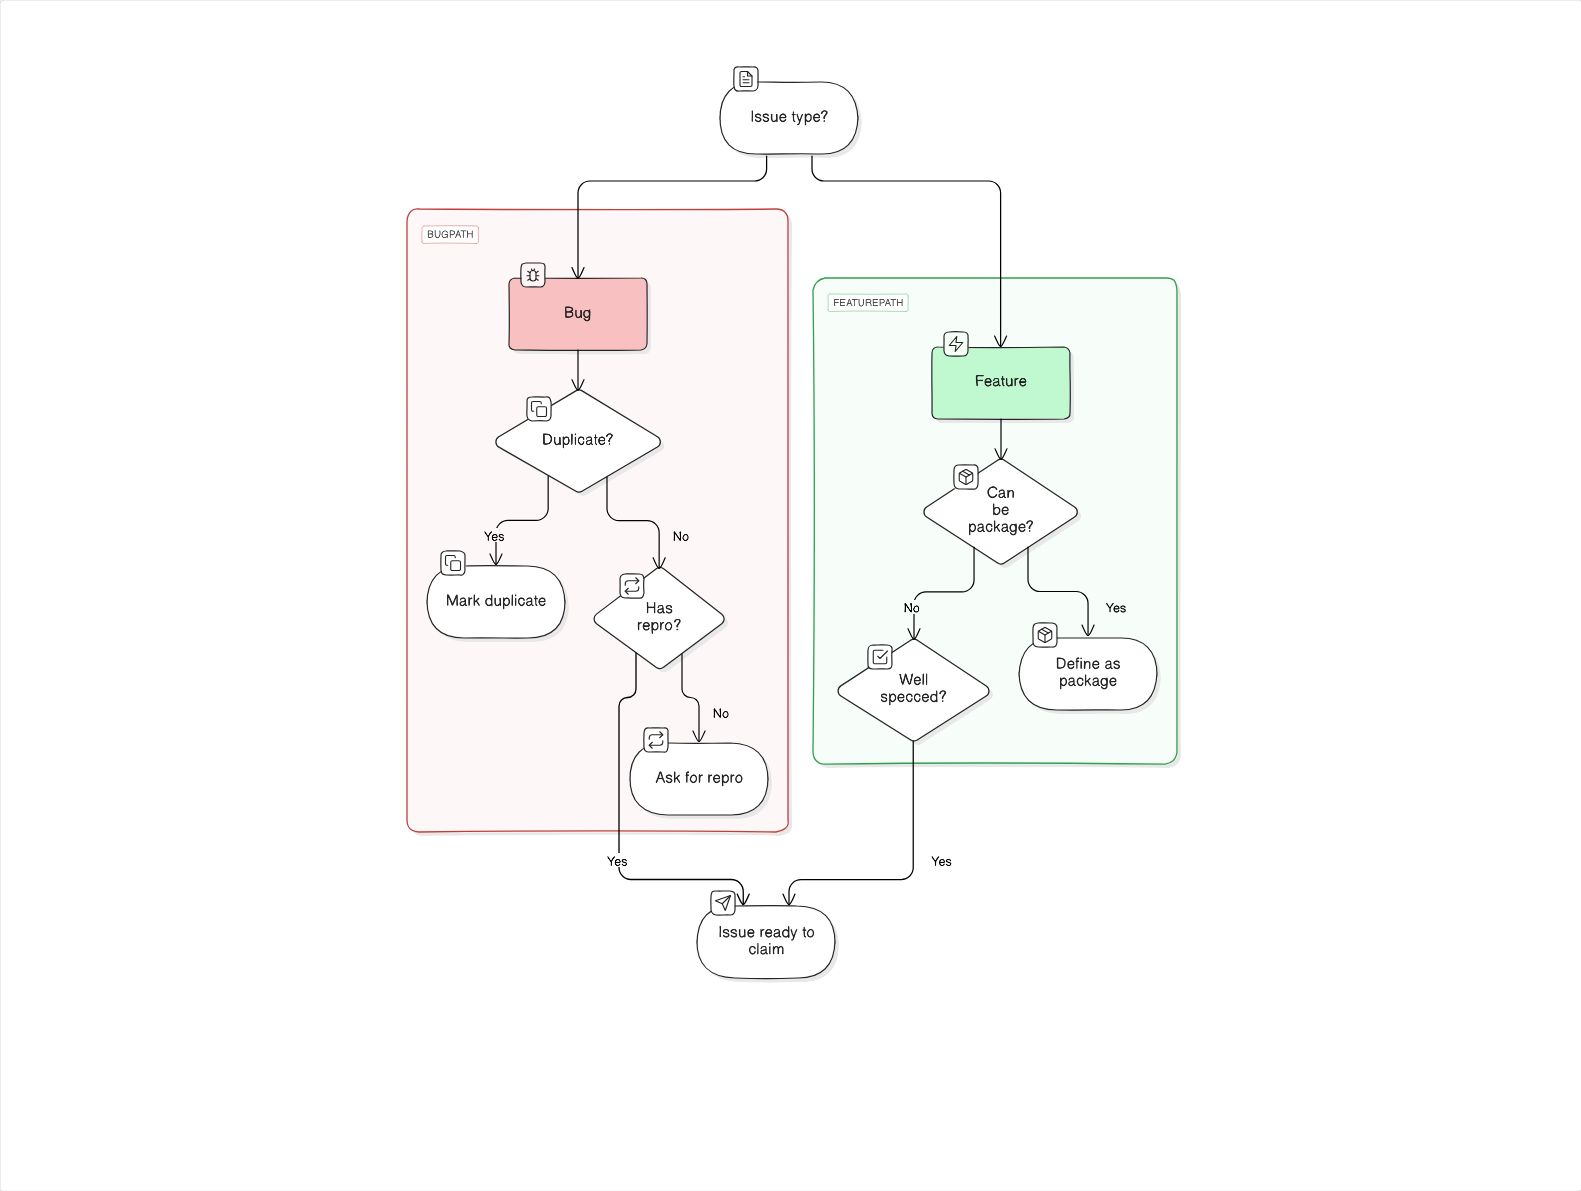 Issue type?
BUGPATH
Bug
FEATUREPATH
Feature
Duplicate?
Can
be
package?
Yes
No
Mark duplicate
Has
repro?
No
Yes
Well
specced?
Define as
package
No
Ask for repro
Yes
Yes
Issue ready to
claim